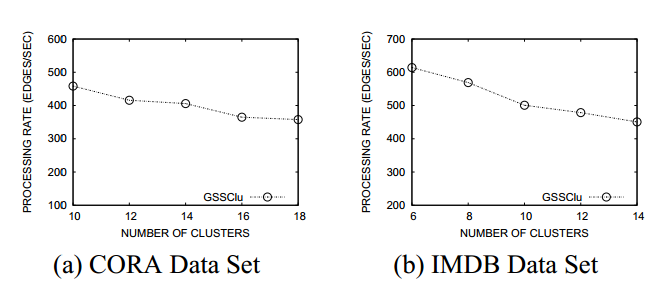 600
500
400
300
200
100
10
12
14
16
18
PROCESSING RATE (EDGES/SEC)
NUMBER OF CLUSTERS
GSSClu
(a) CORA Data Set
700
600
500
400
300
200
6
8
10
12
14
PROCESSING RATE (EDGES/SEC)
NUMBER OF CLUSTERS
GSSClu
(b) IMDB Data Set